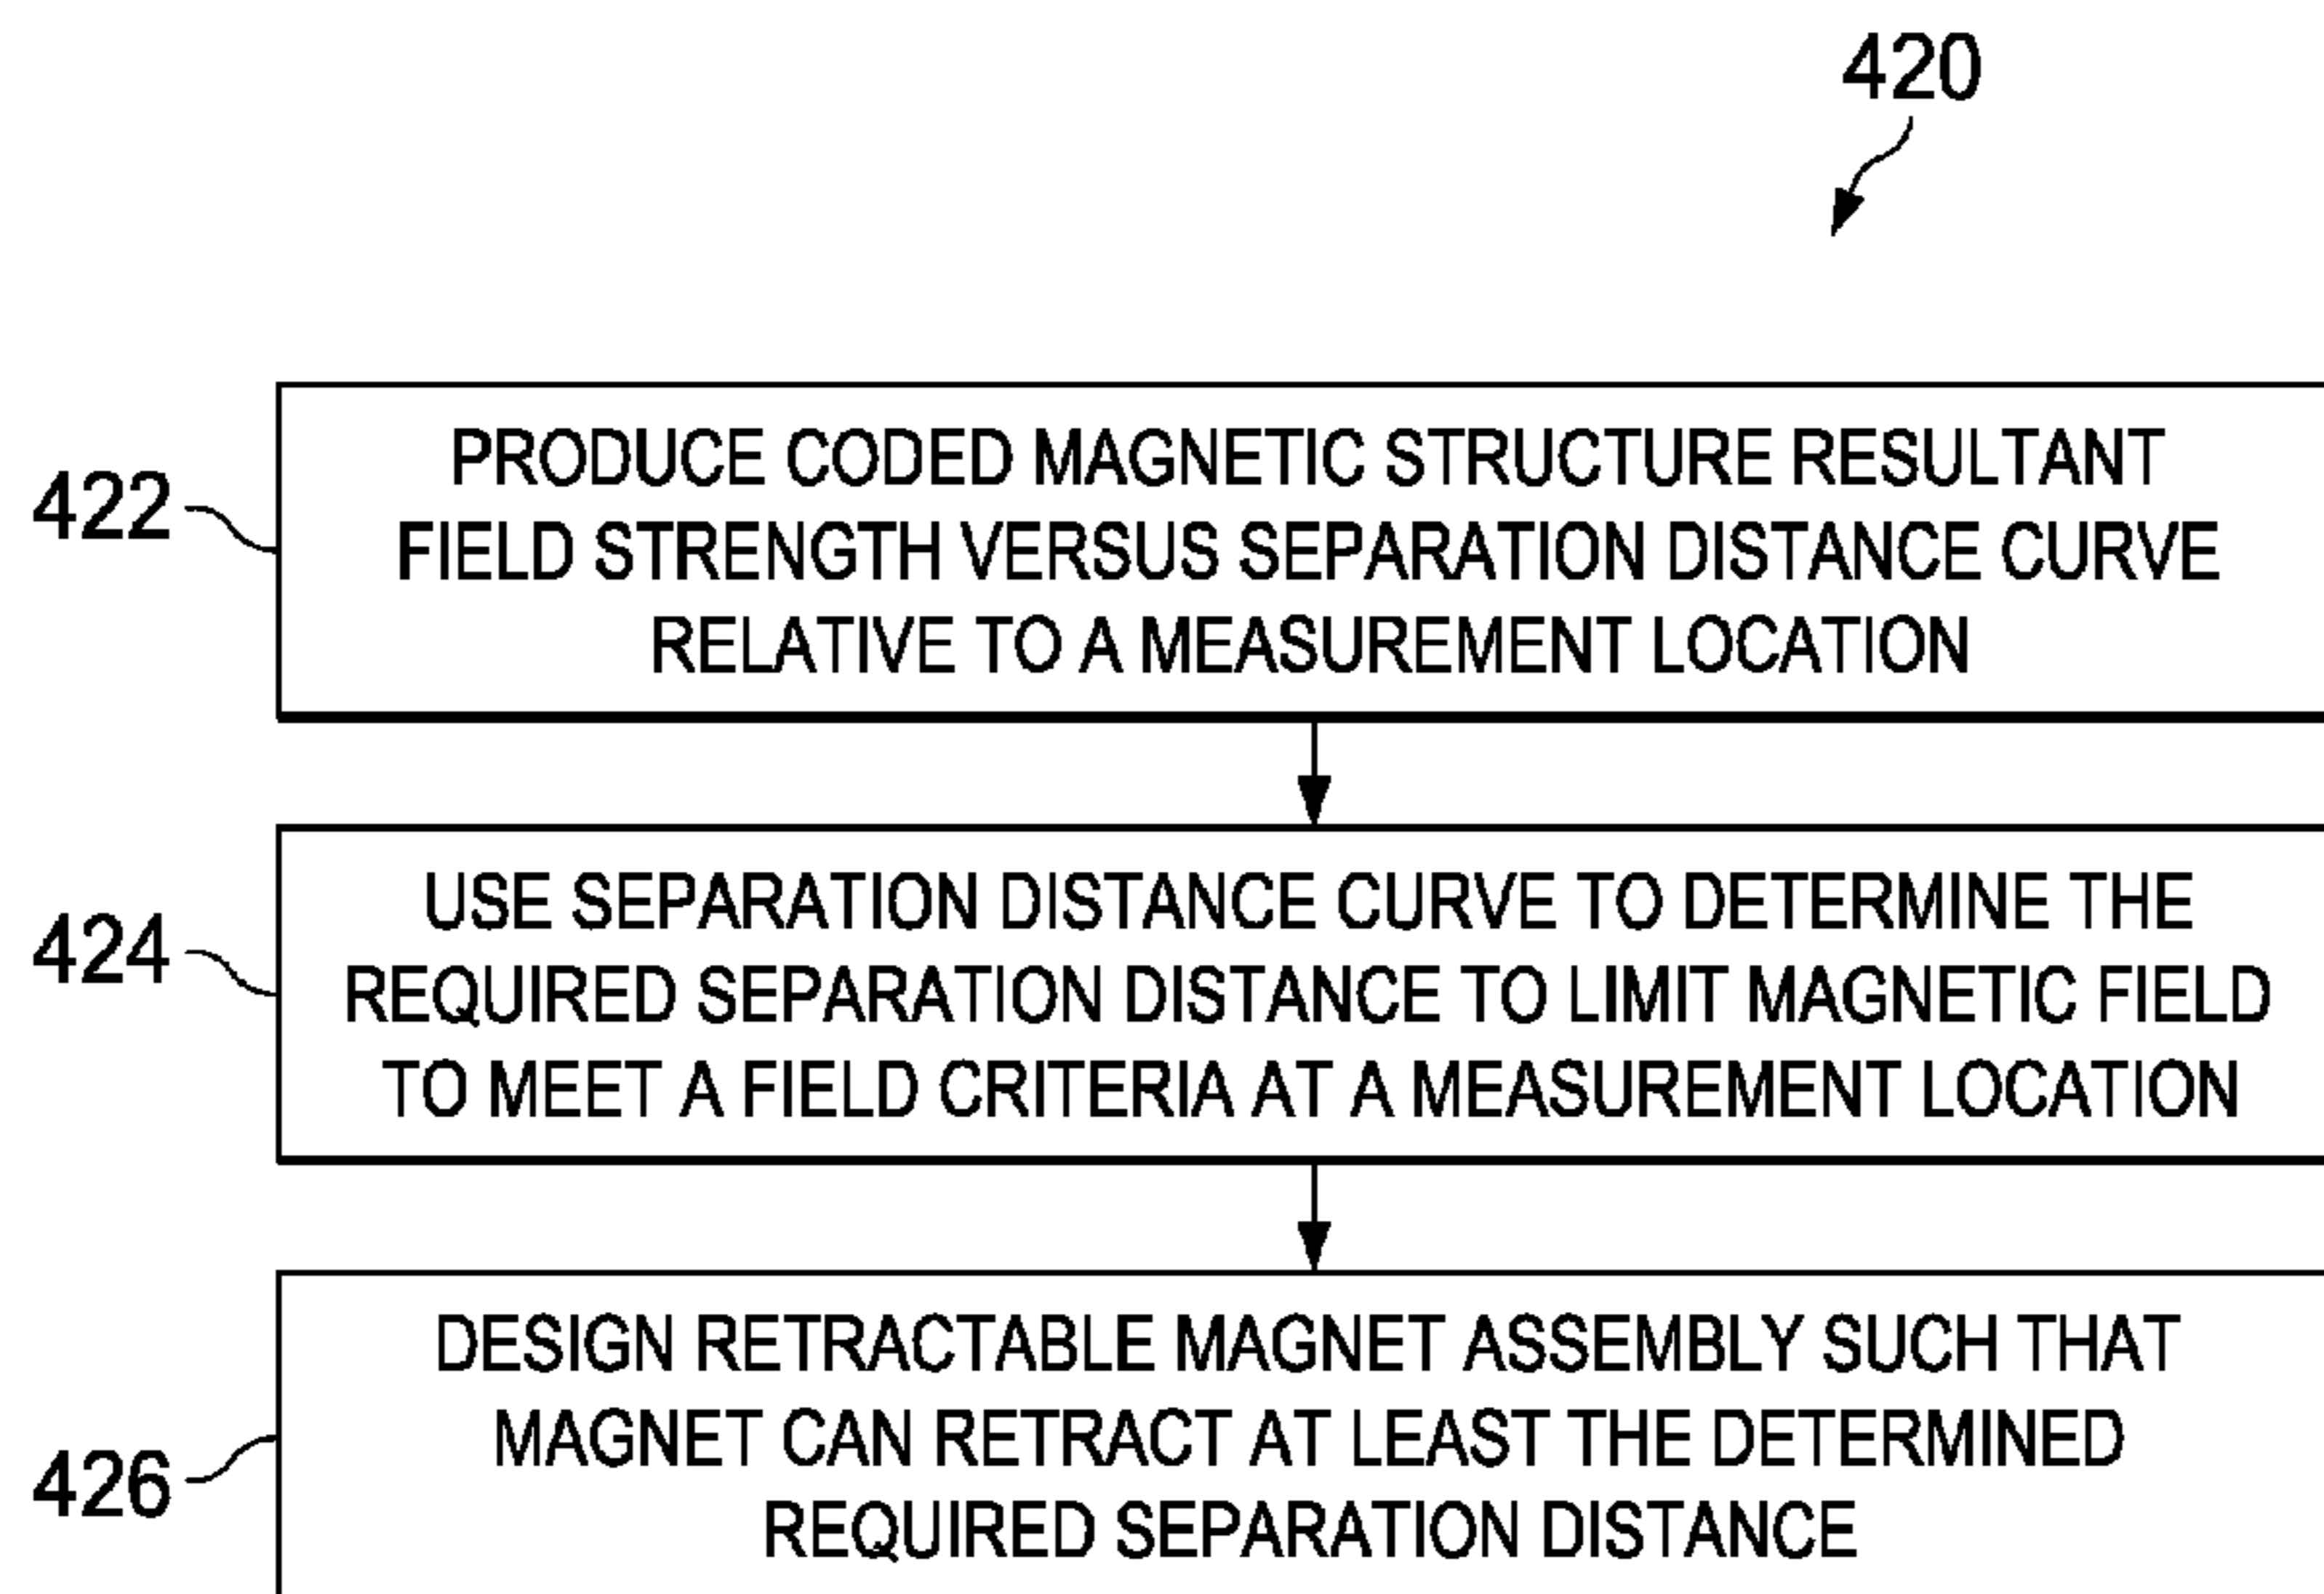 420
422
PRODUCE CODED MAGNETIC STRUCTURE RESULTANT
FIELD STRENGTH VERSUS SEPARATION DISTANCE CURVE
RELATIVE TO A MEASUREMENT LOCATION
424
USE SEPARATION DISTANCE CURVE TO DETERMINE THE
REQUIRED SEPARATION DISTANCE TO LIMIT MAGNETIC FIELD
TO MEET A FIELD CRITERIA AT A MEASUREMENT LOCATION
426
DESIGN RETRACTABLE MAGNET ASSEMBLY SUCH THAT
MAGNET CAN RETRACT AT LEAST THE DETERMINED
REQUIRED SEPARATION DISTANCE